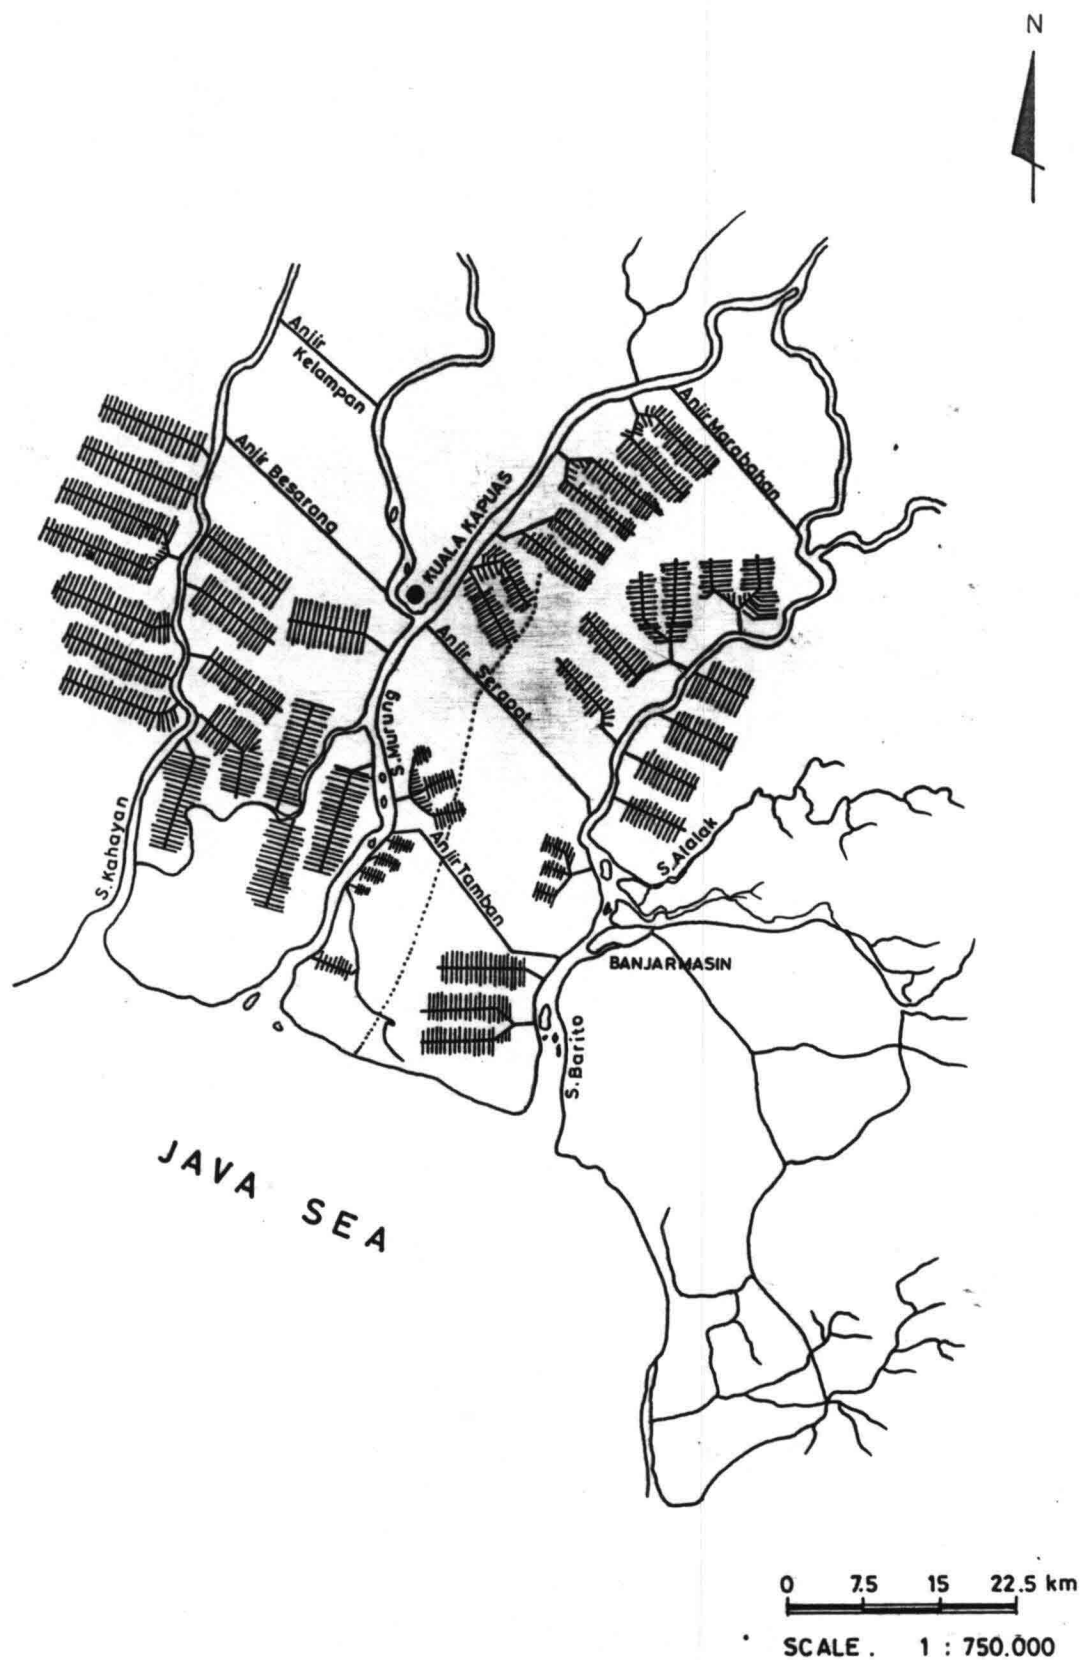 N
Anjir
Kelampan
Anjir Besarang
Anjir Marabahan
KUALA KAPUAS
Anjir Serapat
S. Murung
S. Kahayan
Anjir Tamban
S. Alalak
BANJARMASIN
S. Barito
JAVA SEA
0 7.5 15 22.5 km
SCALE. 1 : 750.000